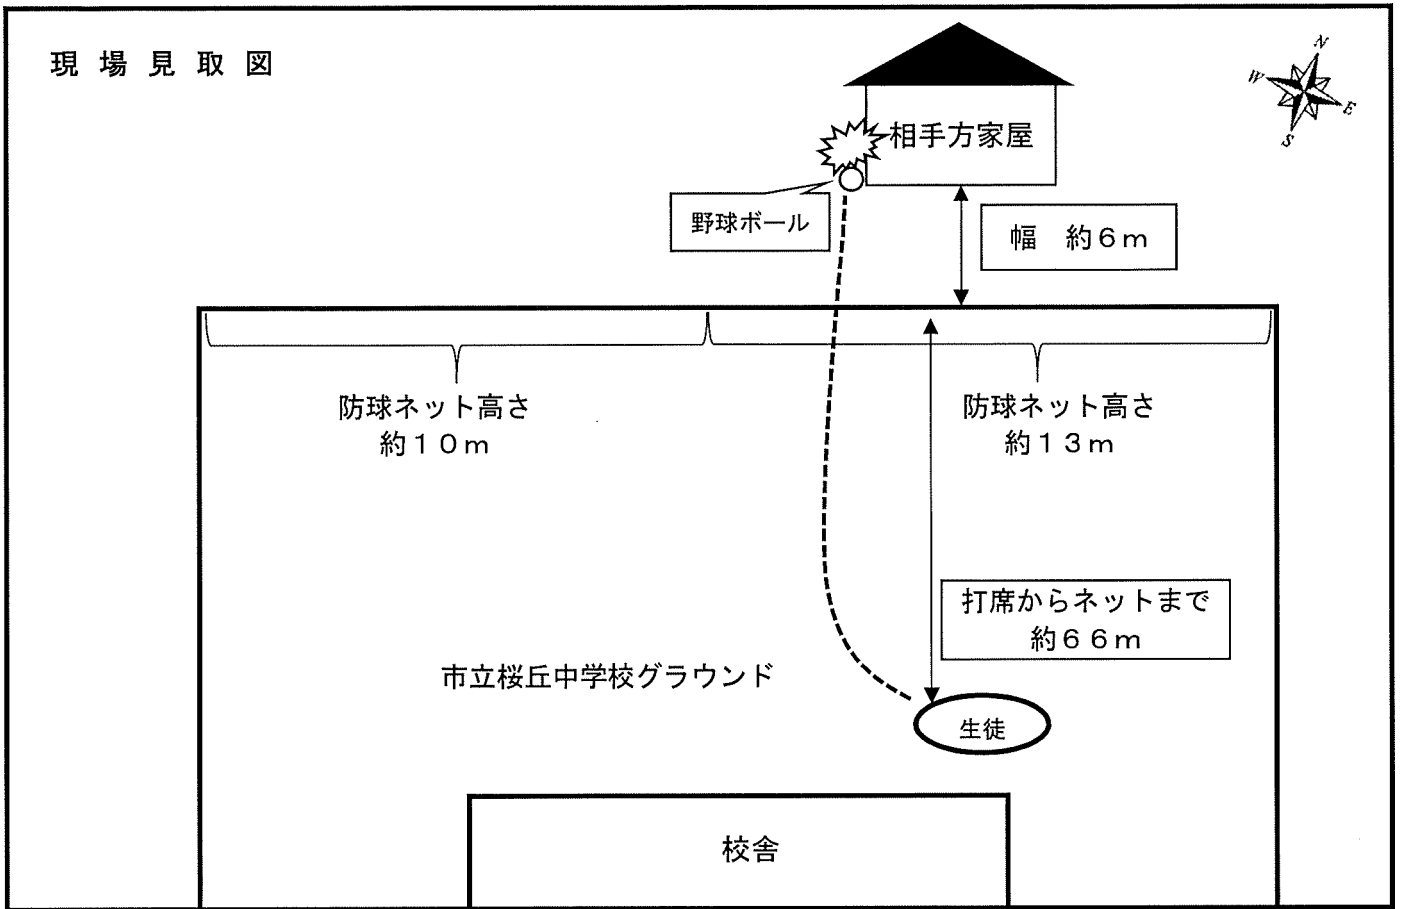 現場見取図
N
W
E
S
相手方家屋
野球ボール
幅　約６ｍ
防球ネット高さ
約１０ｍ
防球ネット高さ
約１３ｍ
打席からネットまで
約６６ｍ
市立桜丘中学校グラウンド
生徒
校舎